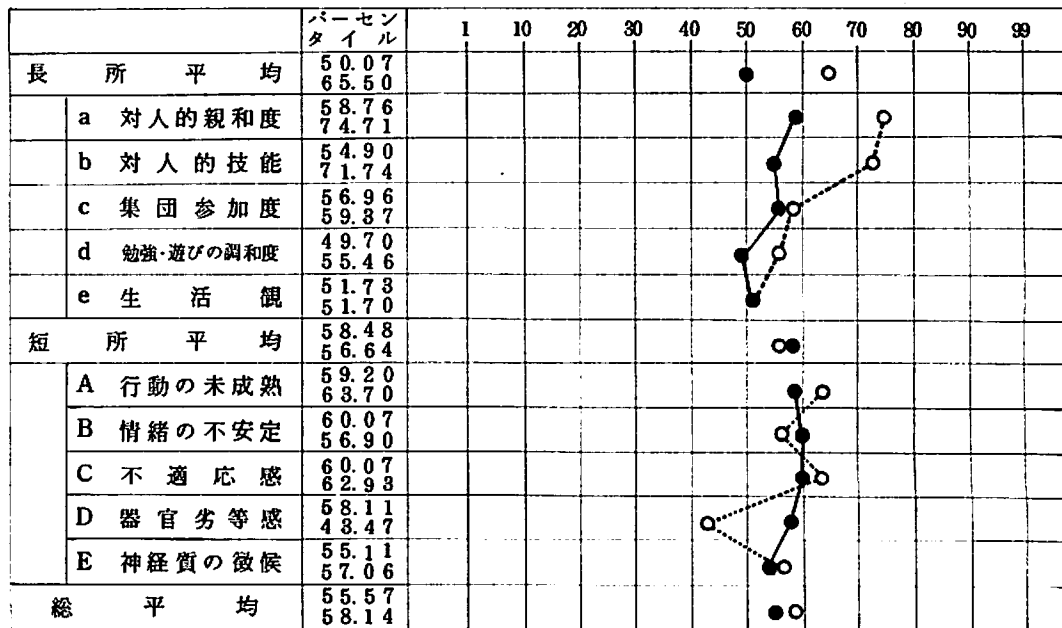 パーセンタイル 1 10 20 30 40 50 60 70 80 90 99
長所平均 50.07
65.50
a 対人的親和度 58.76
74.71
b 対人的技能 54.90
71.74
c 集団参加度 56.96
59.37
d 勉強・遊びの調和度 49.70
55.46
e 生活観 51.73
51.70
短所平均 58.48
56.64
A 行動の未成熟 59.20
63.70
B 情緒の不安定 60.07
56.90
C 不適応感 60.07
62.93
D 器官劣等感 58.11
43.47
E 神経質の徴候 55.11
57.06
総平均 55.57
58.14